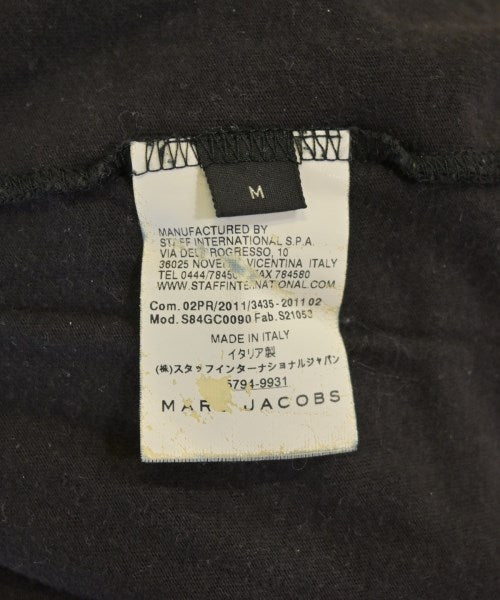 M
MANUFACTURED BY
STAFF INTERNATIONAL S.P.A.
VIA DEL PROGRESSO, 10
36025 VICENTINA ITALY
TEL 0444/784500 FAX 784580
WWW.STAFFINTERNATIONAL.COM
Com. 02PR/2011/3435-2011 02
Mod. S84GC0090 Fab. S21053
MADE IN ITALY
イタリア製
(株)スタッフインターナショナルジャパン
5794-9931
MARC JACOBS